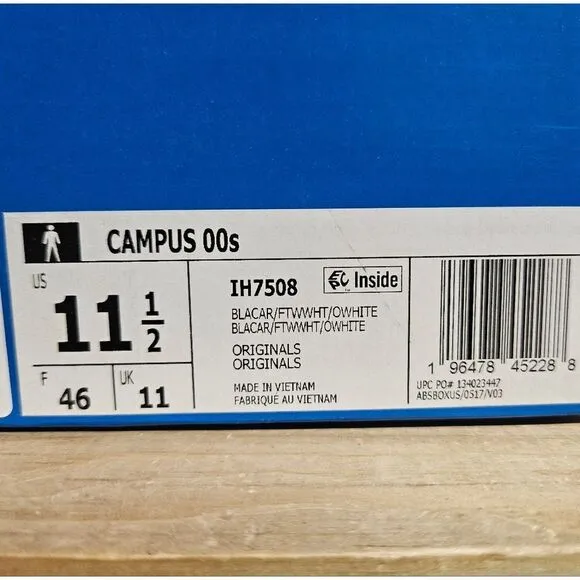 CAMPUS 00s
US
11 1/2
F
46
UK
11
IH7508
Inside
BLACAR/FTWWHT/OWHITE
BLACAR/FTWWHT/OWHITE
ORIGINALS
ORIGINALS
MADE IN VIETNAM
FABRIQUÉ AU VIETNAM
1 96478 45228 8
UPC PO# 134023447
ABSBOXUS/0517/V03